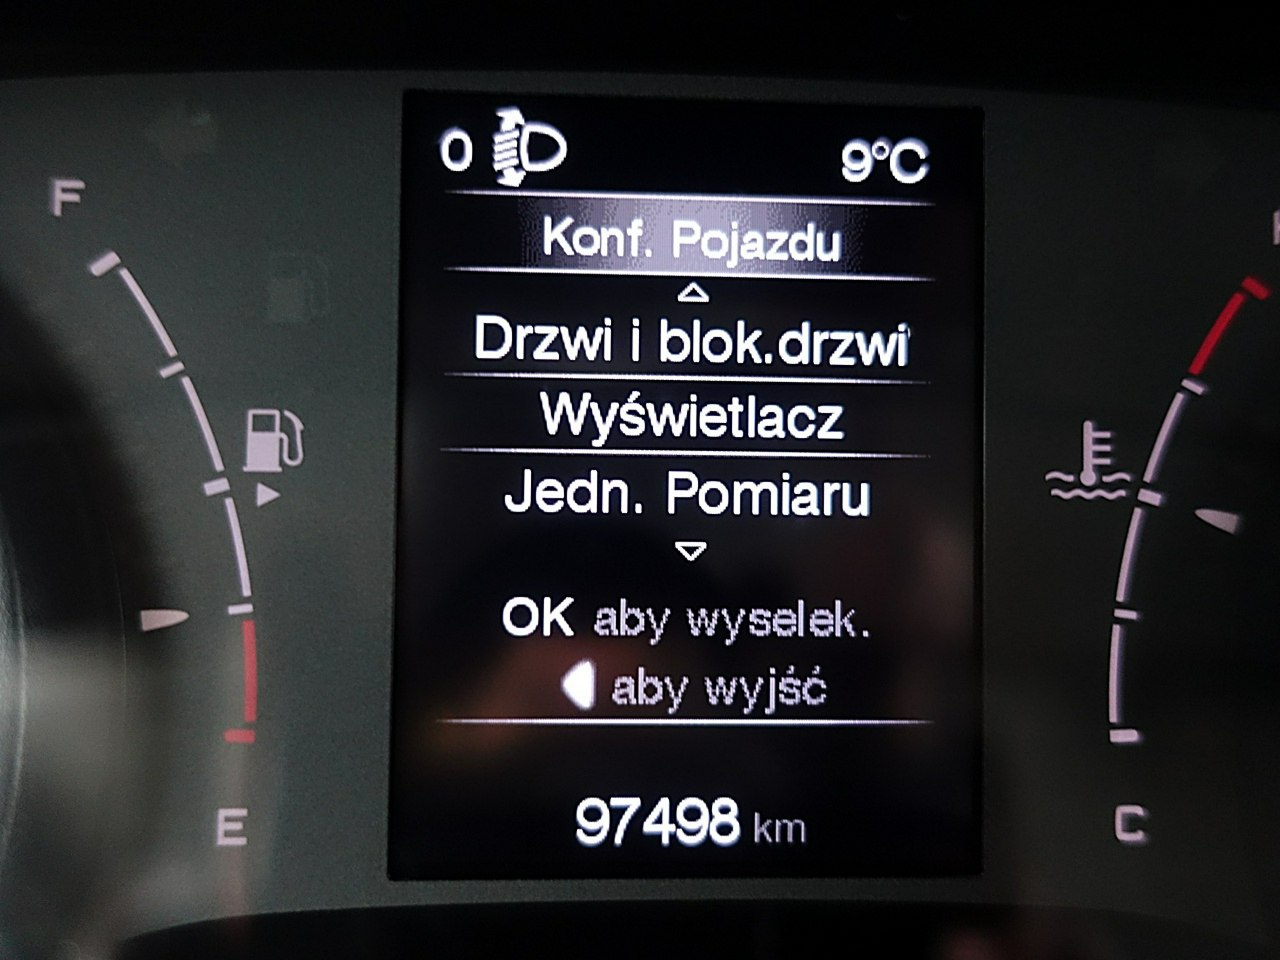 0
9°C
Konf. Pojazdu
Drzwi i blok.drzwi
Wyświetlacz
Jedn. Pomiaru
OK aby wyselek.
aby wyjść
97498 km
F
E
C